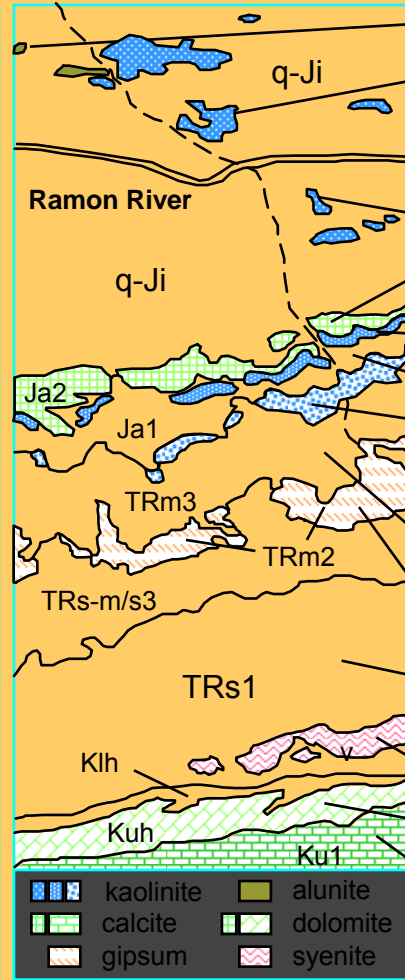 q-Ji
Ramon River
q-Ji
Ja2
Ja1
TRm3
TRm2
TRs-m/s3
TRs1
v
Klh
Kuh
Ku1
kaolinite alunite
calcite dolomite
gipsum syenite